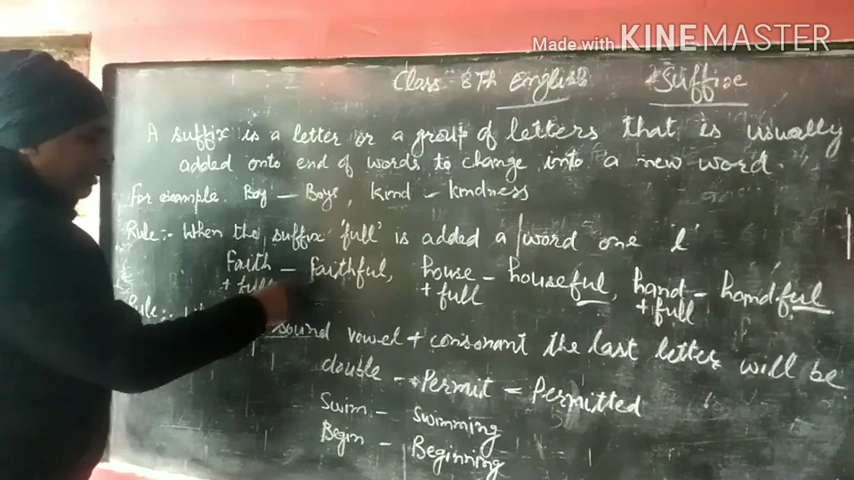 Made with KINEMASTER
Class 8Th English Suffixe
A suffix is a letter or a group of letters that is usually
added onto end of words to change into a new word.
For example. Boy – Boys, Kind – Kindness
Rule:- When the suffix 'full' is added a word one 'l'
Faith – Faithful, house – houseful, hand – handful
+ full + full + full
Rule:-
sound vowel + consonant the last letter will be
double – Permit = Permitted
Swim – Swimming
Begin – Beginning